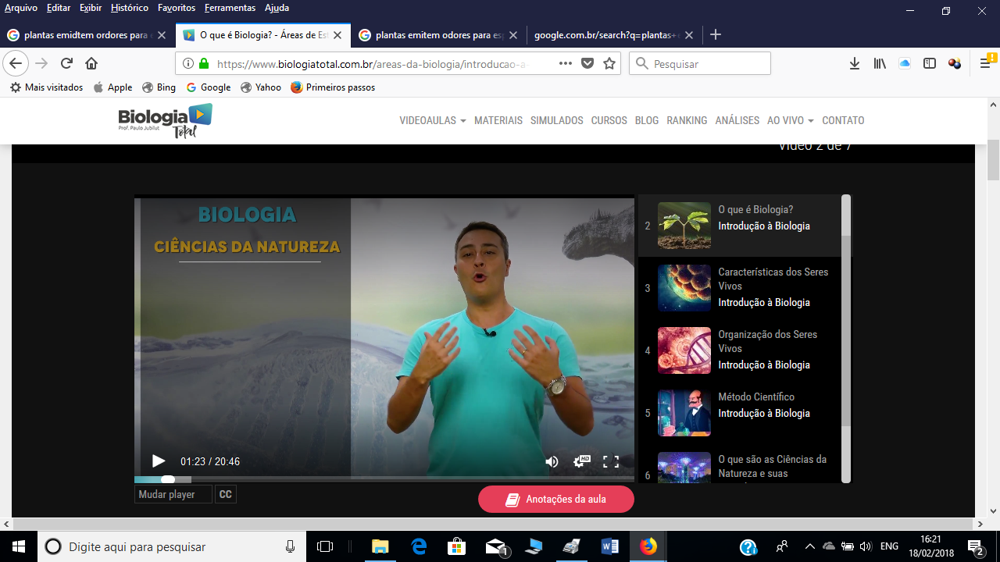 Arquivo Editar Exibir Histórico Favoritos Ferramentas Ajuda
plantas emidtem ordores para
O que é Biologia? - Áreas de Est
plantas emitem odores para es
google.com.br/search?q=plantas+
https://www.biologiatotal.com.br/areas-da-biologia/introducao-a-
Pesquisar
Mais visitados Apple Bing Google Yahoo Primeiros passos
Biologia
Prof. Paulo Jubilut
Total
VIDEOAULAS MATERIAIS SIMULADOS CURSOS BLOG RANKING ANÁLISES AO VIVO CONTATO
Vídeo 2 de 7
BIOLOGIA
CIÊNCIAS DA NATUREZA
01:23 / 20:46
HD
2
O que é Biologia?
Introdução à Biologia
3
Características dos Seres
Vivos
Introdução à Biologia
4
Organização dos Seres
Vivos
Introdução à Biologia
5
Método Científico
Introdução à Biologia
6
O que são as Ciências da
Natureza e suas
Mudar player
CC
Anotações da aula
Digite aqui para pesquisar
1
ENG
16:21
18/02/2018
2